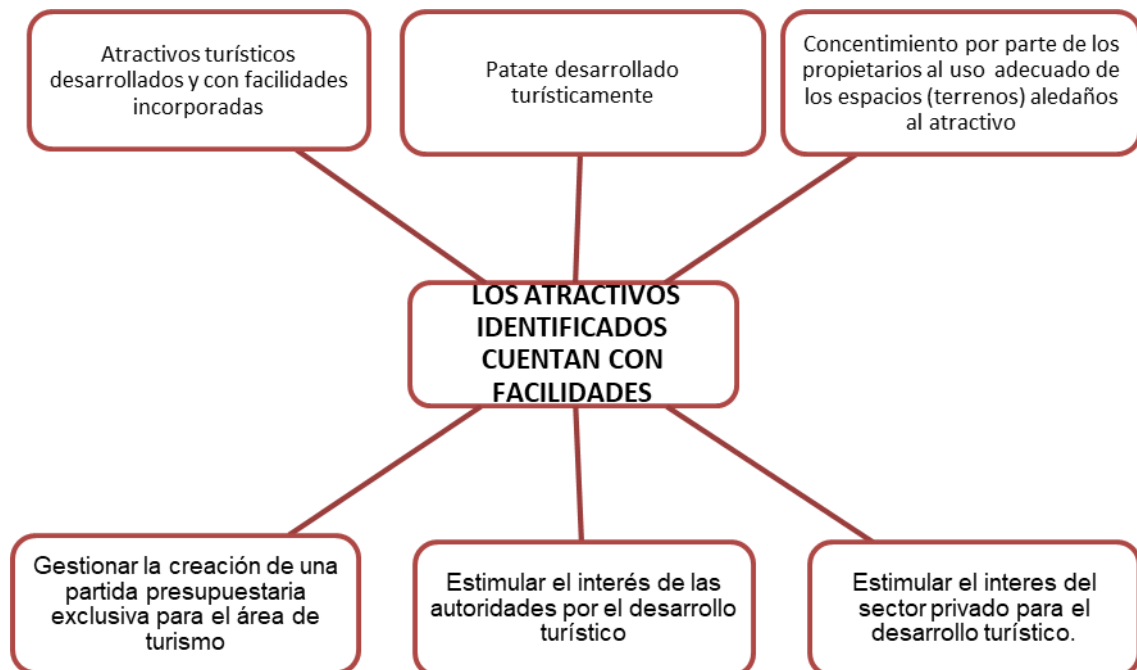 Atractivos turísticos
desarrollados y con facilidades
incorporadas
Patate desarrollado
turísticamente
Concentimiento por parte de los
propietarios al uso adecuado de
los espacios (terrenos) aledaños
al atractivo
LOS ATRACTIVOS
IDENTIFICADOS
CUENTAN CON
FACILIDADES
Gestionar la creación de una
partida presupuestaria
exclusiva para el área de
turismo
Estimular el interés de las
autoridades por el desarrollo
turístico
Estimular el interes del
sector privado para el
desarrollo turístico.